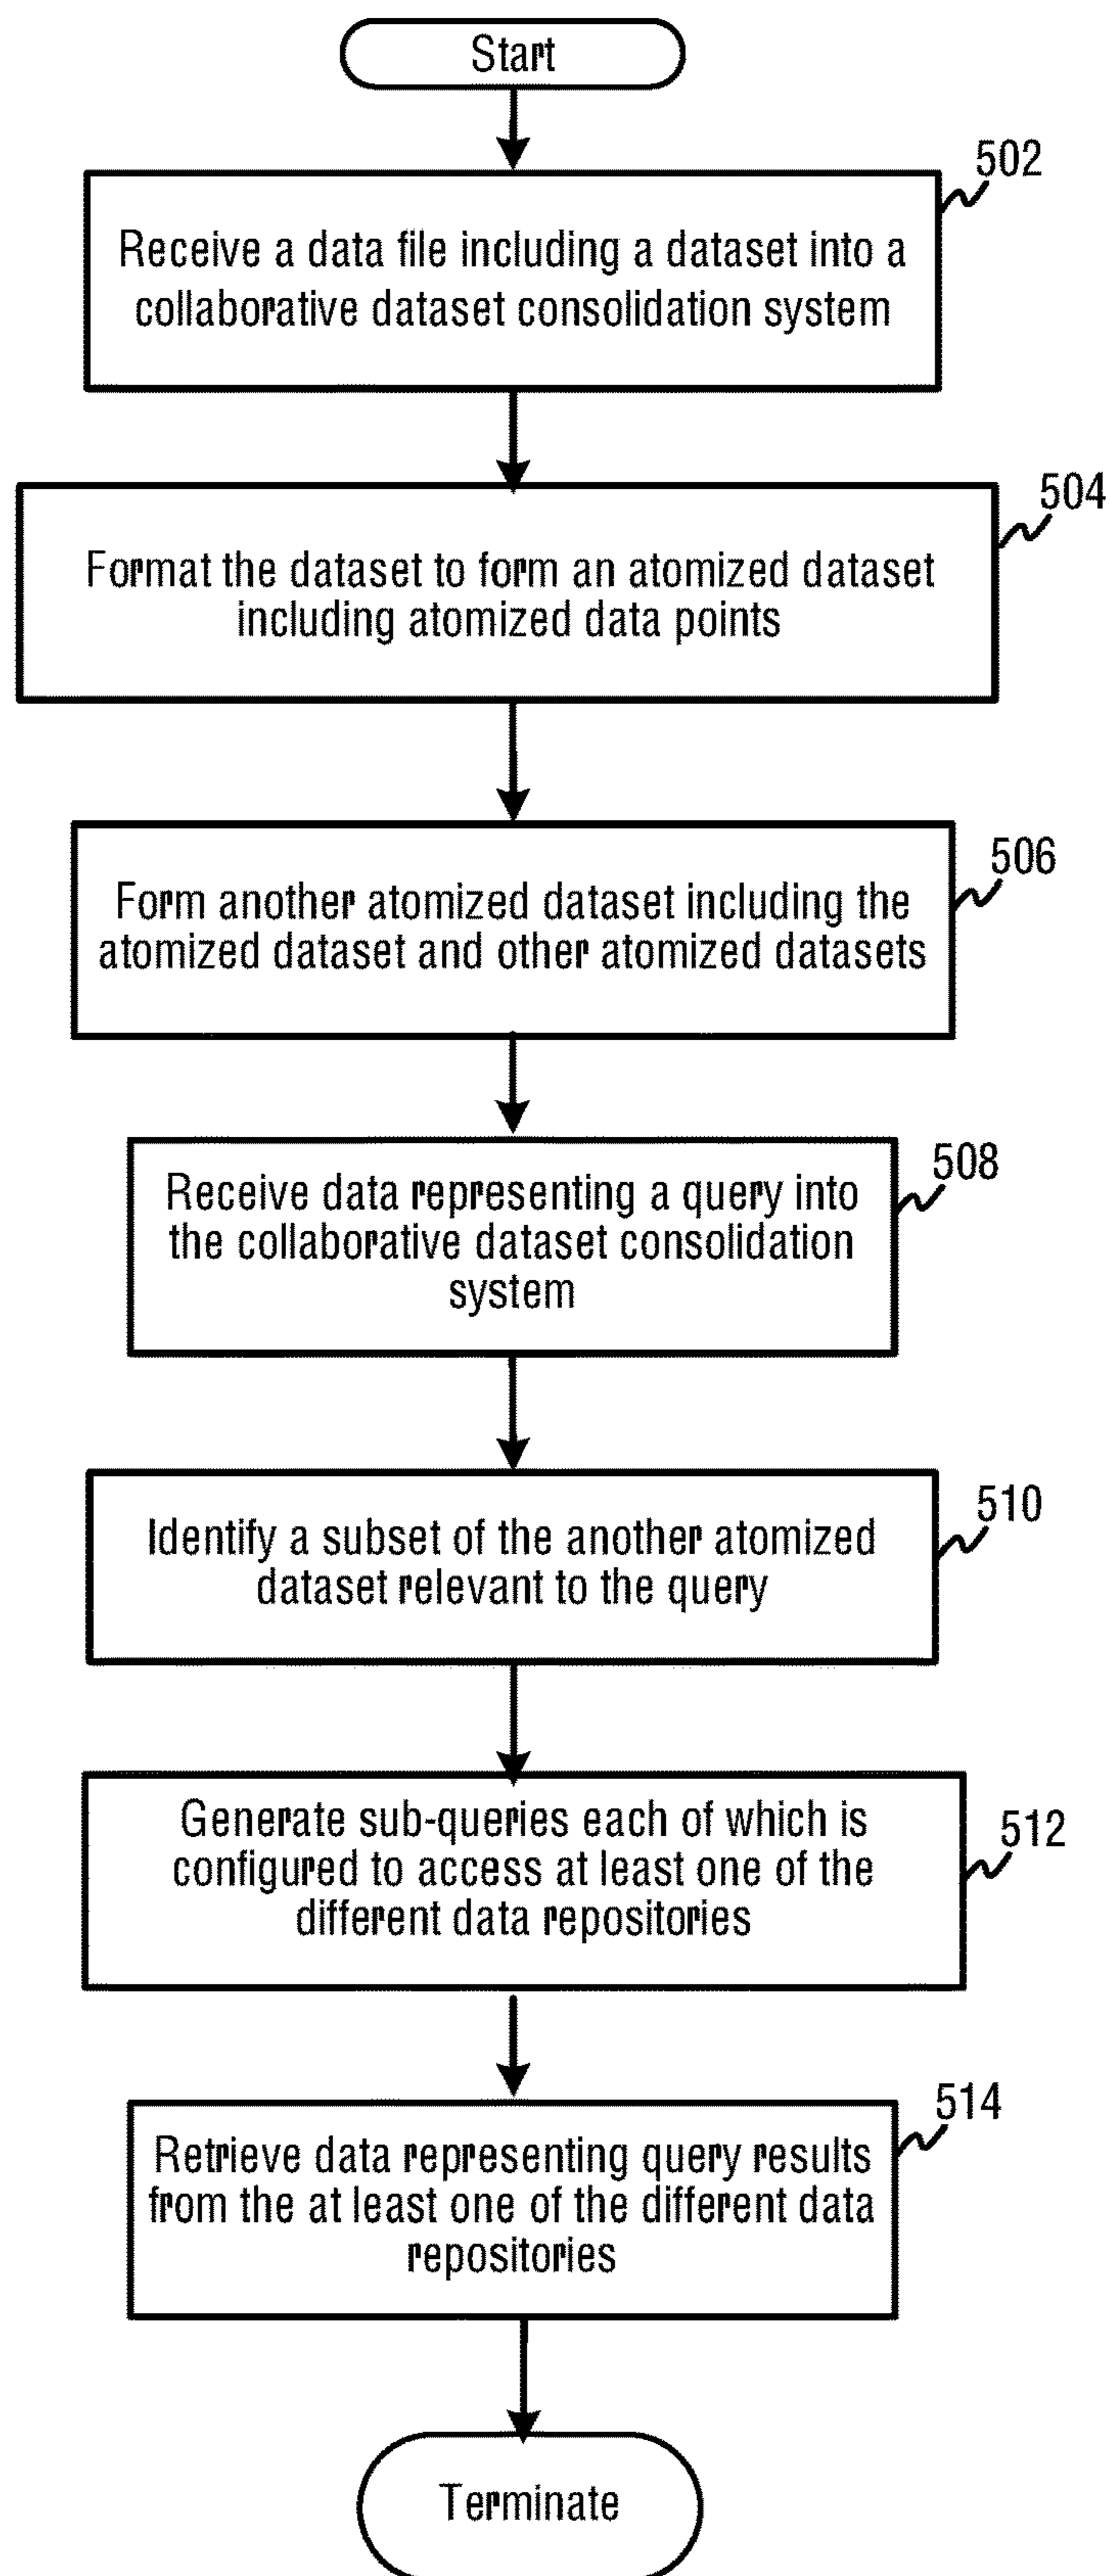 Start
502
Receive a data file including a dataset into a
collaborative dataset consolidation system
504
Format the dataset to form an atomized dataset
including atomized data points
506
Form another atomized dataset including the
atomized dataset and other atomized datasets
508
Receive data representing a query into
the collaborative dataset consolidation
system
510
Identify a subset of the another atomized
dataset relevant to the query
512
Generate sub-queries each of which is
configured to access at least one of the
different data repositories
514
Retrieve data representing query results
from the at least one of the different data
repositories
Terminate